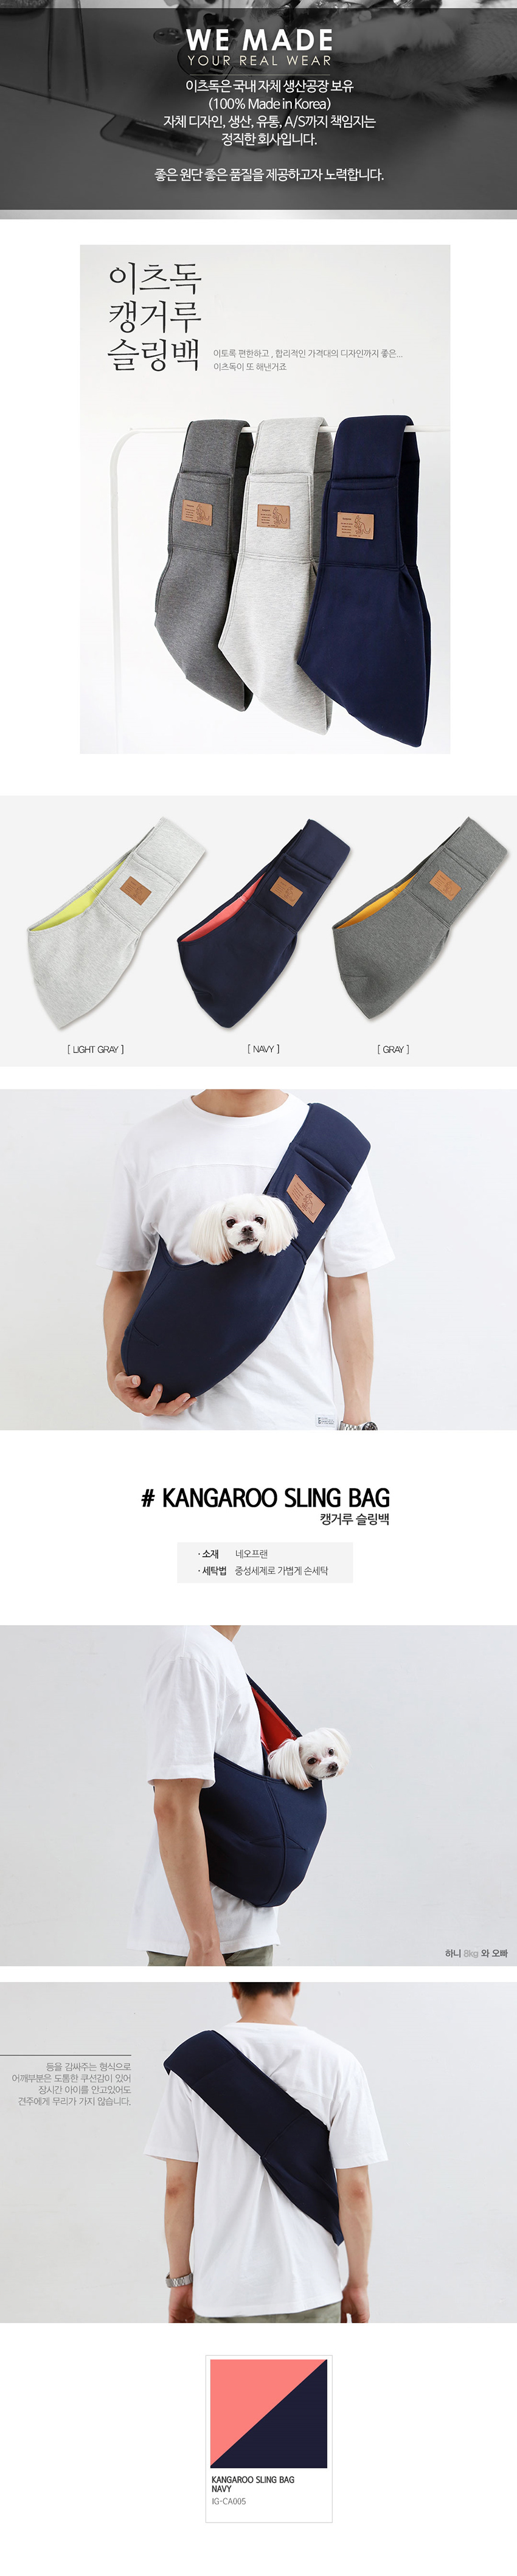 WE MADE
YOUR REAL WEAR
이츠독은 국내 자체 생산공장 보유
(100% Made in Korea)
자체 디자인, 생산, 유통, A/S까지 책임지는
정직한 회사입니다.
좋은 원단 좋은 품질을 제공하고자 노력합니다.
이츠독
캥거루
슬링백
이토록 편한하고 , 합리적인 가격대의 디자인까지 좋은...
이츠독이 또 해낸거죠
[ LIGHT GRAY ]
[ NAVY ]
[ GRAY ]
# KANGAROO SLING BAG
캥거루 슬링백
· 소재 네오프랜
· 세탁법 중성세제로 가볍게 손세탁
하니 8kg 와 오빠
등을 감싸주는 형식으로
어깨부분은 도톰한 쿠션감이 있어
장시간 아이를 안고있어도
견주에게 무리가 가지 않습니다.
KANGAROO SLING BAG
NAVY
IG-CA005